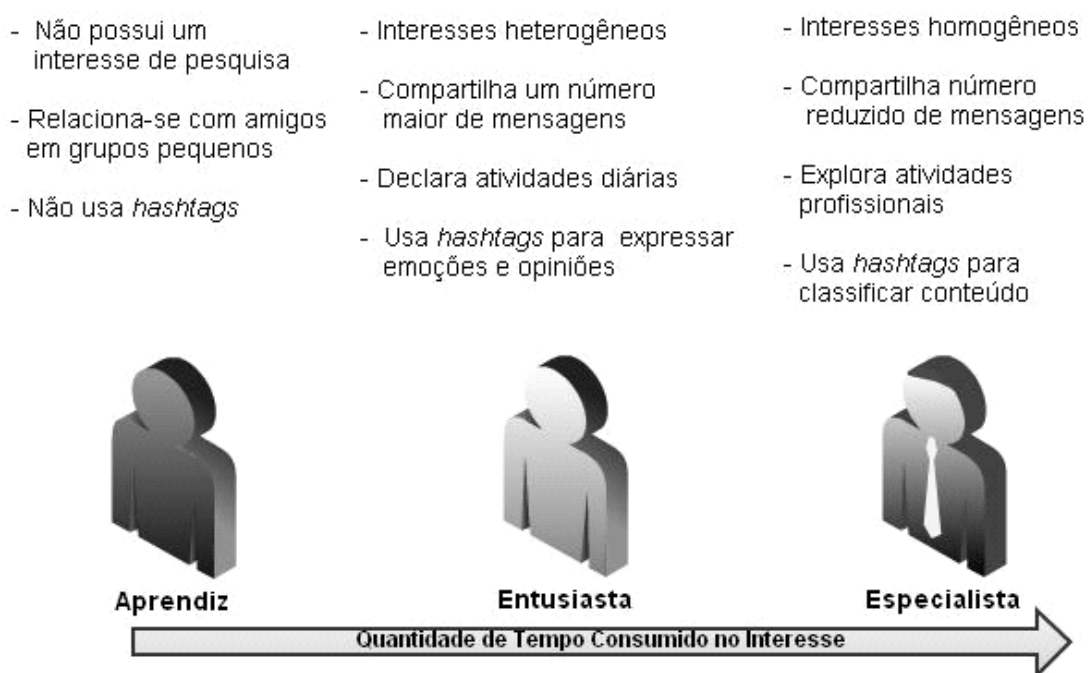 - Não possui um
interesse de pesquisa
- Relaciona-se com amigos
em grupos pequenos
- Não usa hashtags
- Interesses heterogêneos
- Compartilha um número
maior de mensagens
- Declara atividades diárias
- Usa hashtags para expressar
emoções e opiniões
- Interesses homogêneos
- Compartilha número
reduzido de mensagens
- Explora atividades
profissionais
- Usa hashtags para
classificar conteúdo
Aprendiz
Entusiasta
Especialista
Quantidade de Tempo Consumido no Interesse